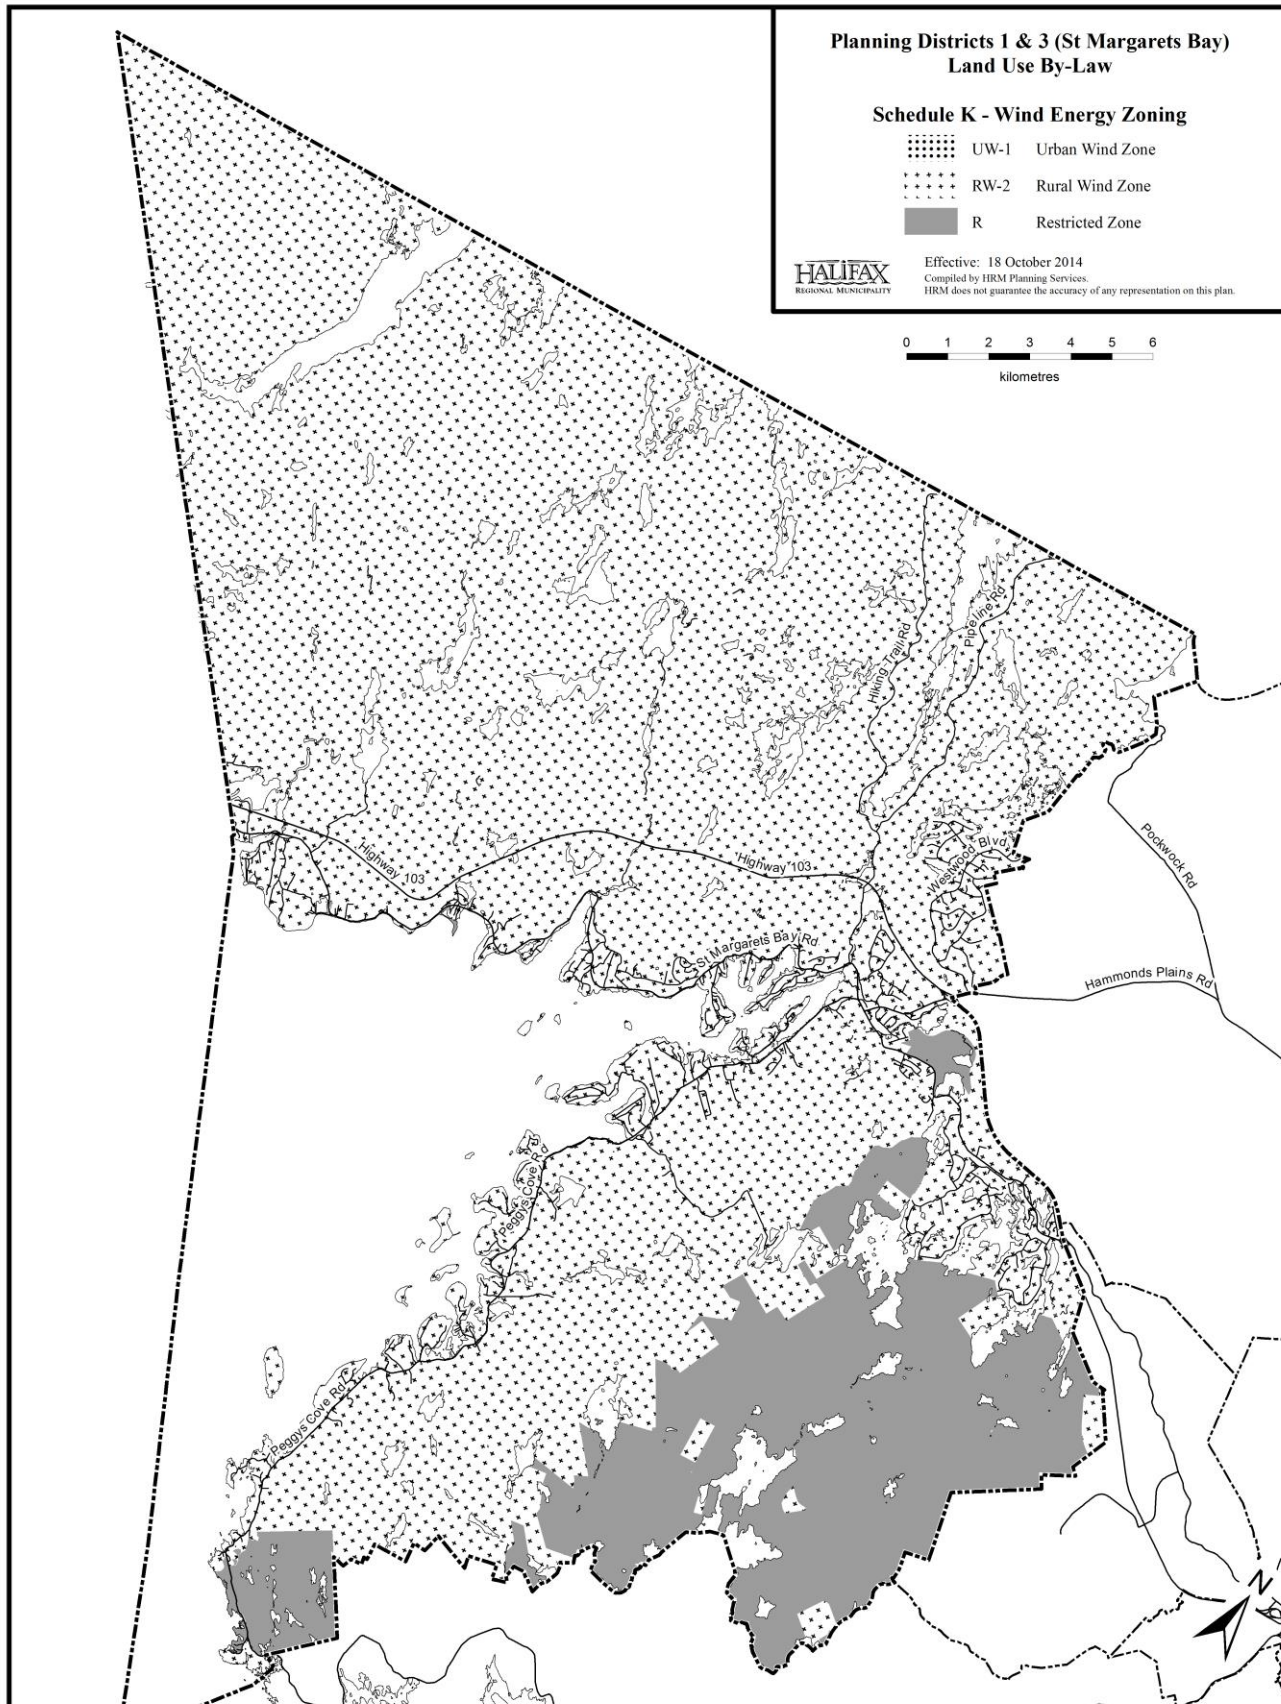 Planning Districts 1 & 3 (St Margarets Bay)
Land Use By-Law
Schedule K - Wind Energy Zoning
UW-1 Urban Wind Zone
RW-2 Rural Wind Zone
R Restricted Zone
HALIFAX
REGIONAL MUNICIPALITY
Effective: 18 October 2014
Compiled by HRM Planning Services.
HRM does not guarantee the accuracy of any representation on this plan.
0 1 2 3 4 5 6
kilometres
Hiking Trail Rd
Pipeline Rd
Pockwock Rd
Westwood Blvd
Highway 103
Highway 103
St Margarets Bay Rd
Hammonds Plains Rd
Peggys Cove Rd
Peggys Cove Rd
N